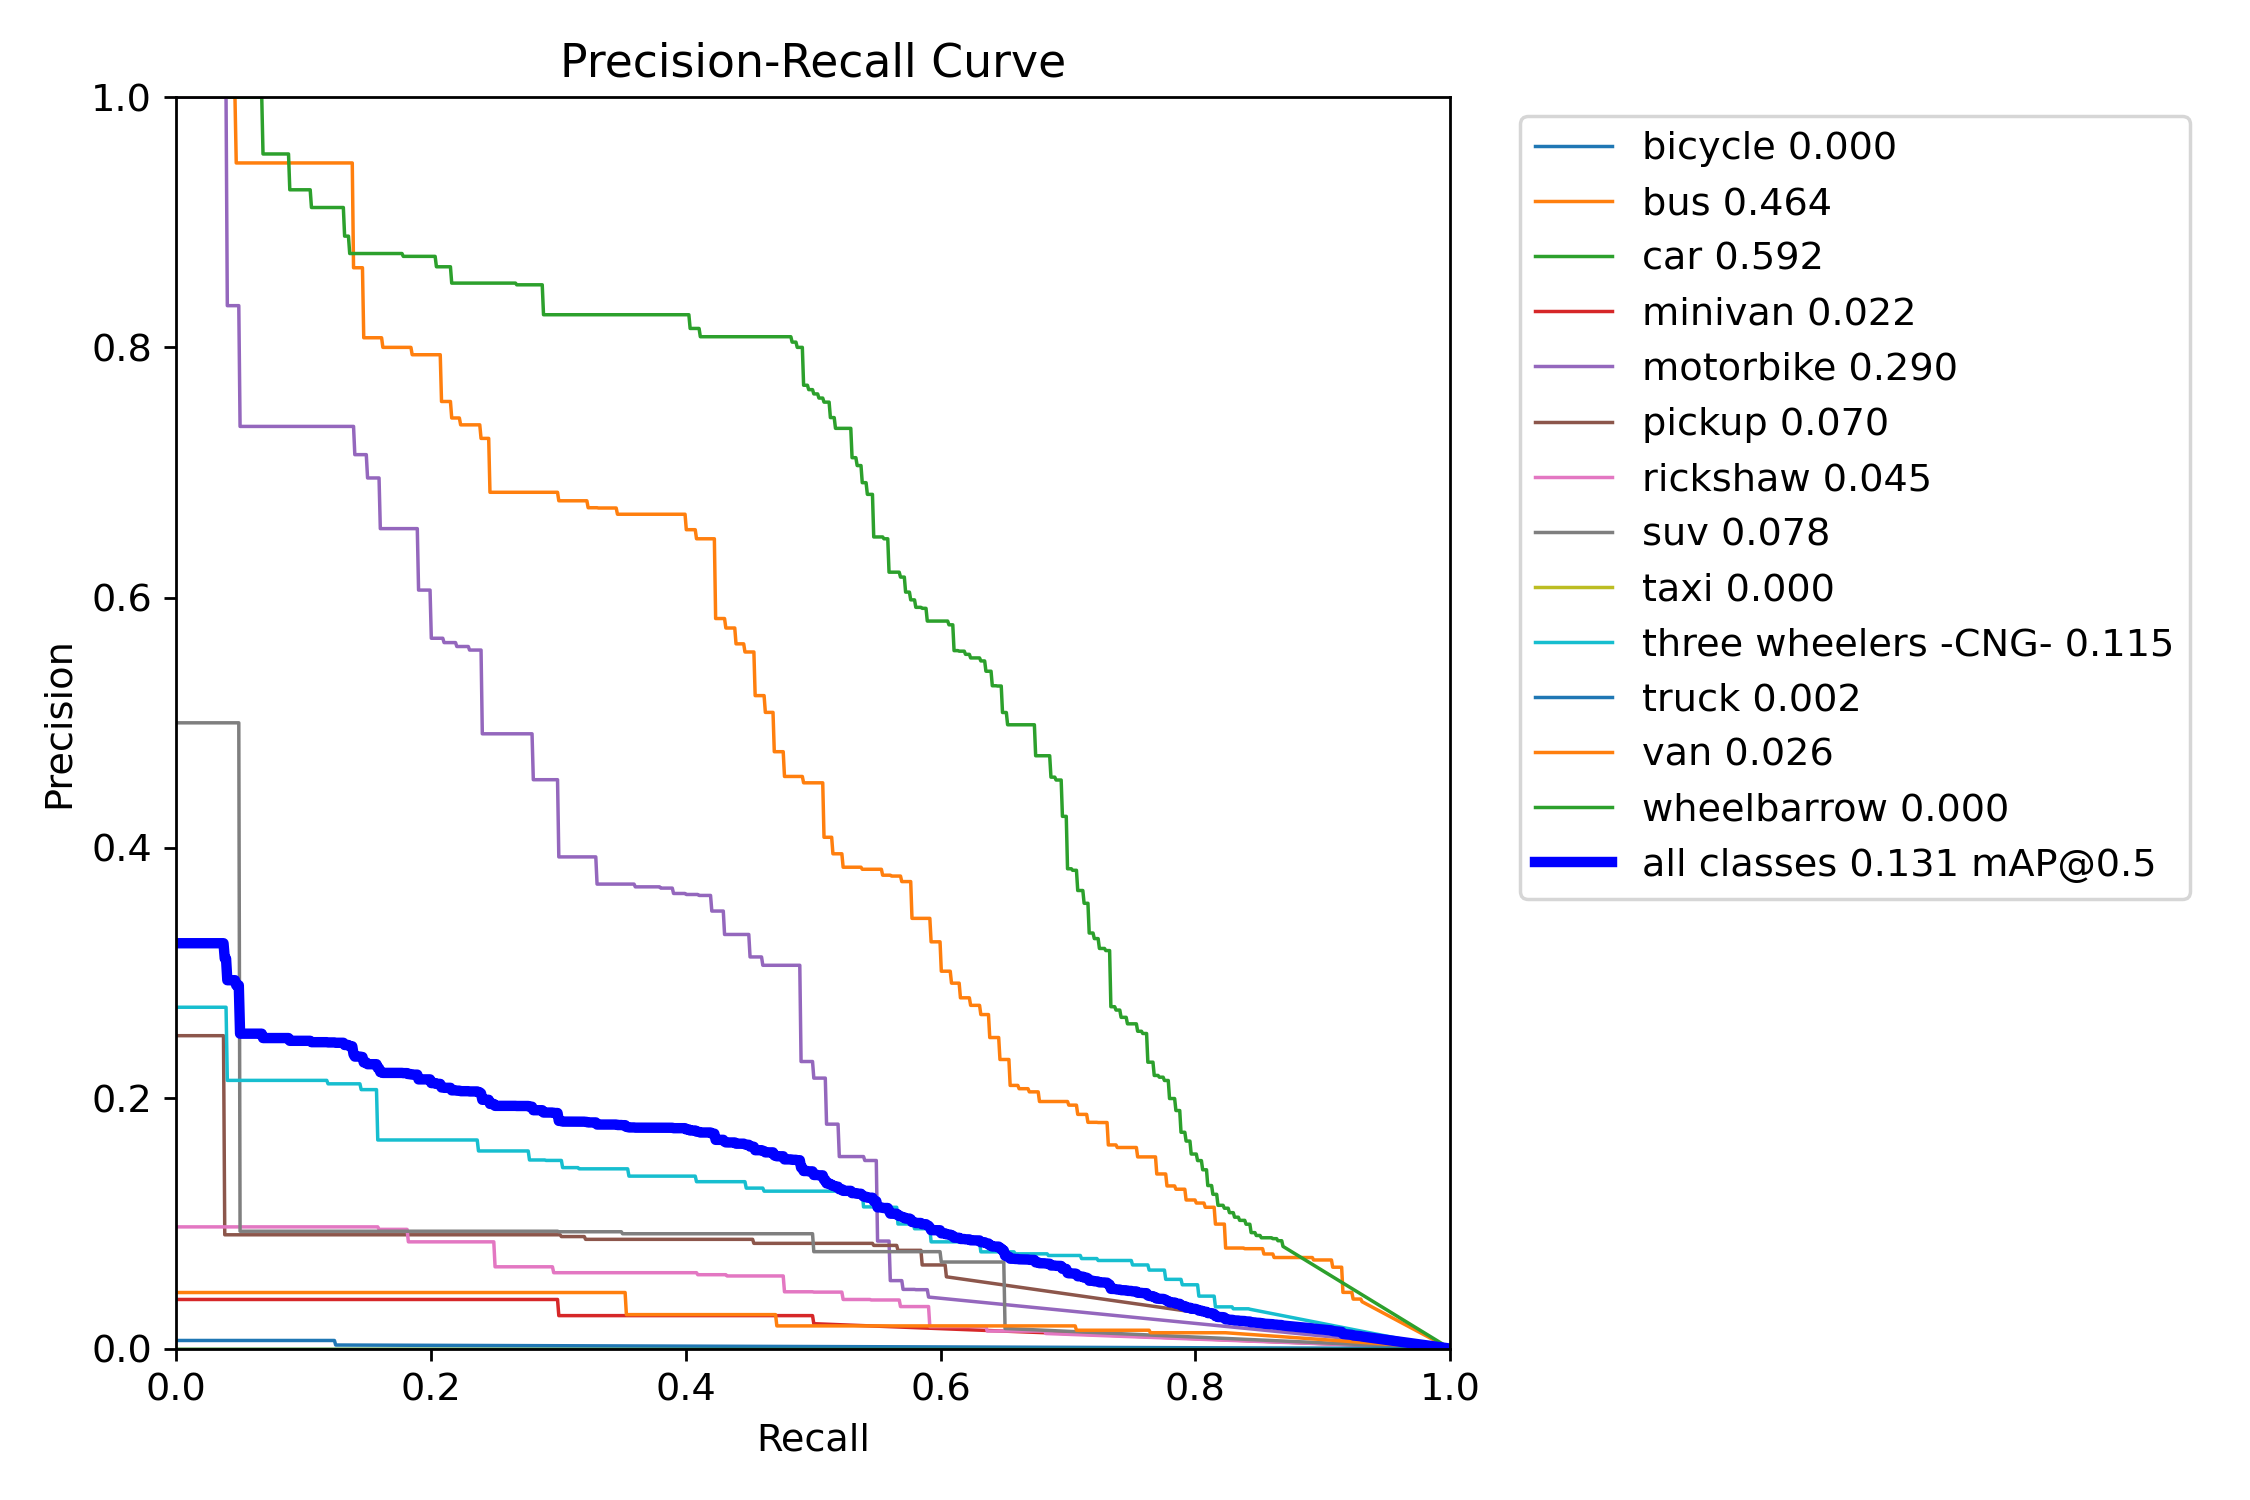 Precision-Recall Curve
1.0
0.8
0.6
0.4
0.2
0.0
Precision
0.0 0.2 0.4 0.6 0.8 1.0
Recall
bicycle 0.000
bus 0.464
car 0.592
minivan 0.022
motorbike 0.290
pickup 0.070
rickshaw 0.045
suv 0.078
taxi 0.000
three wheelers -CNG- 0.115
truck 0.002
van 0.026
wheelbarrow 0.000
all classes 0.131 mAP@0.5